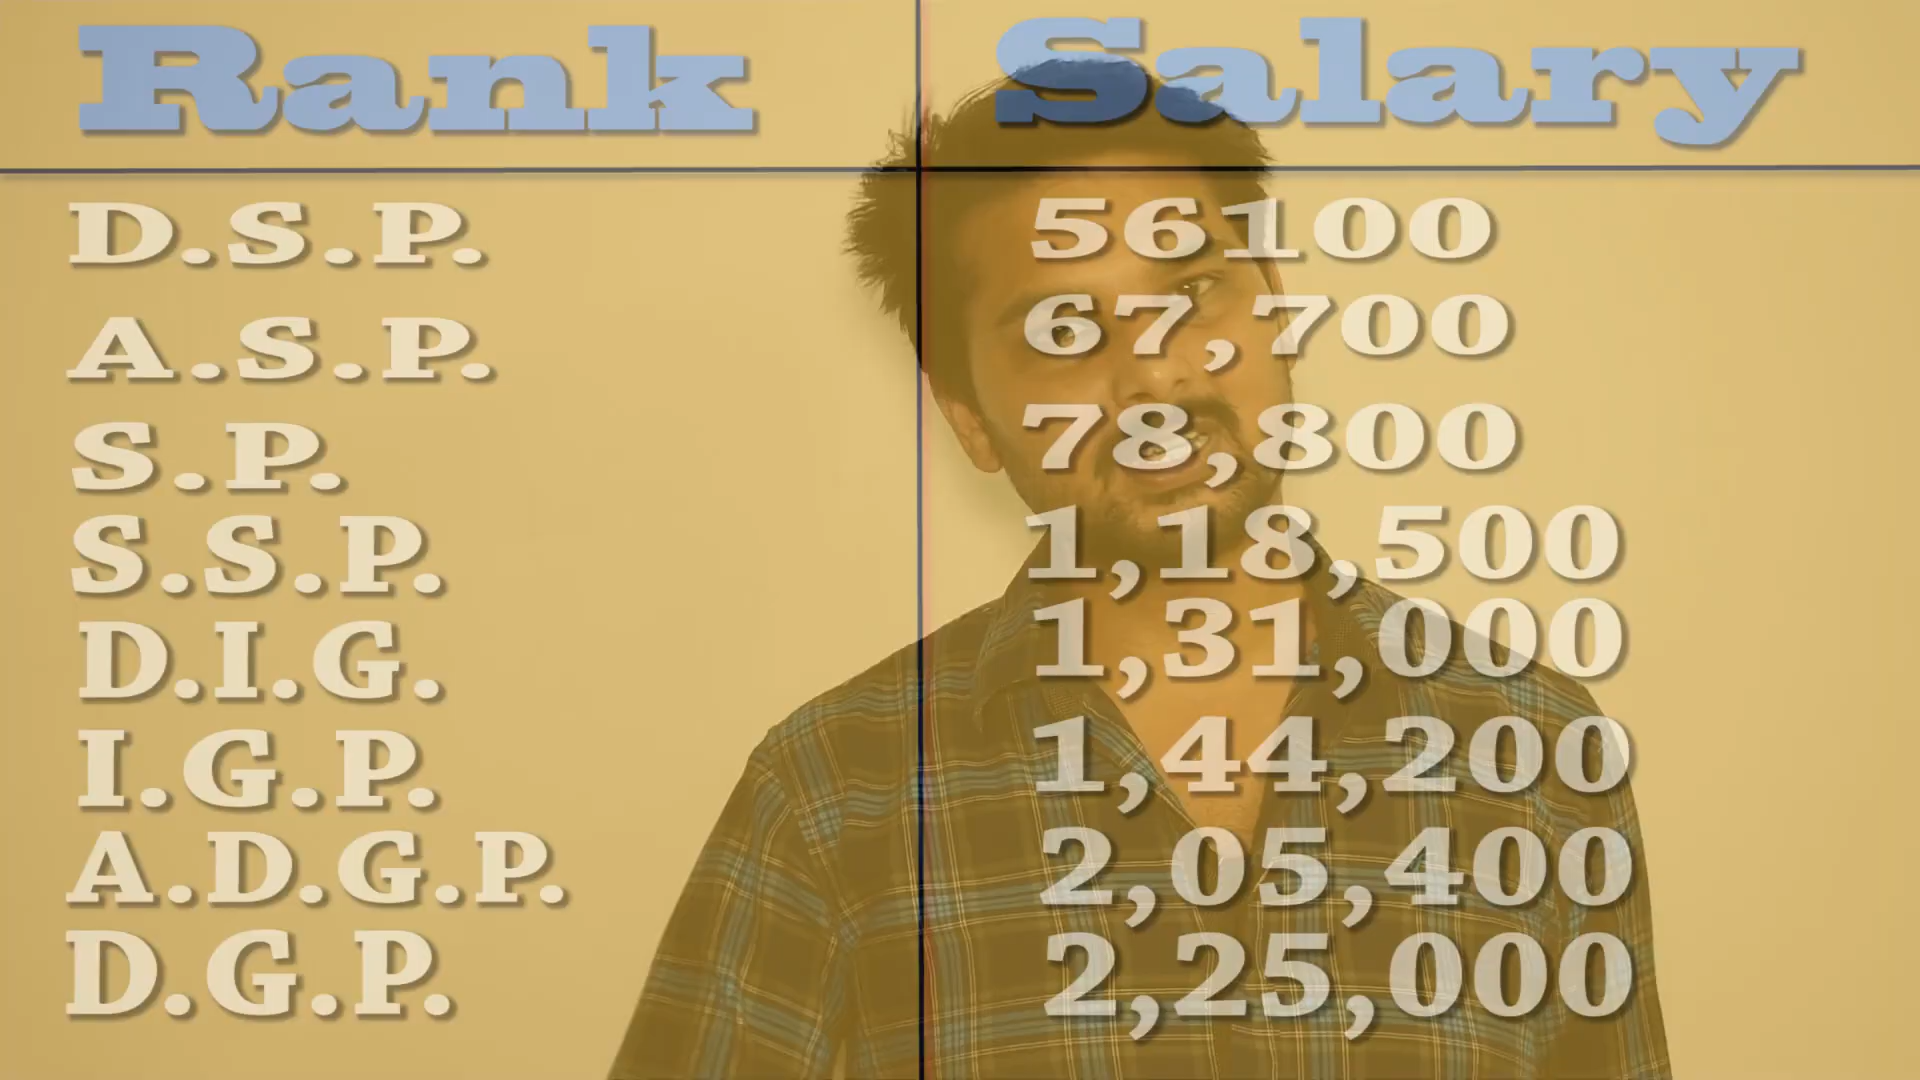 Rank Salary
D.S.P. 56100
A.S.P. 67,700
S.P. 78,800
S.S.P. 1,18,500
D.I.G. 1,31,000
I.G.P. 1,44,200
A.D.G.P. 2,05,400
D.G.P. 2,25,000